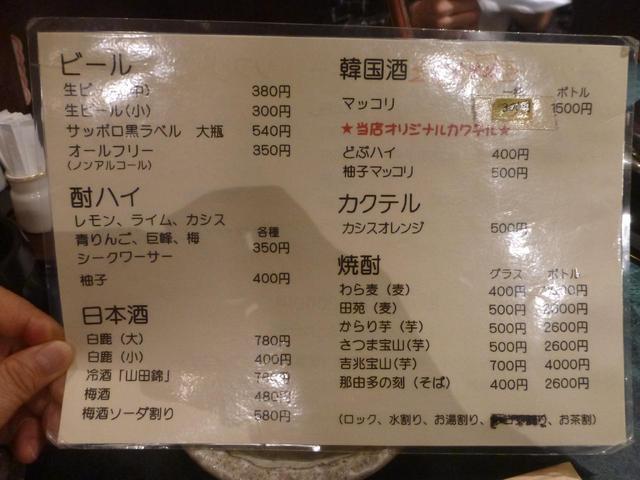 ビール
生ビール(中) 380円
生ビール(小) 300円
サッポロ黒ラベル 大瓶 540円
オールフリー 350円
(ノンアルコール)
酎ハイ
レモン、ライム、カシス
青りんご、巨峰、梅 各種
シークワーサー 350円
柚子 400円
日本酒
白鹿(大) 780円
白鹿(小) 400円
冷酒「山田錦」
梅酒 480円
梅酒ソーダ割り 580円
韓国酒
ボトル
マッコリ 1500円
★当店オリジナルカクテル★
どぶハイ 400円
柚子マッコリ 500円
カクテル
カシスオレンジ 500円
焼酎
グラス ボトル
わら麦(麦) 400円
田苑(麦) 500円
からり芋(芋) 500円 2600円
さつま宝山(芋) 500円 2600円
吉兆宝山(芋) 700円 4000円
那由多の刻(そば) 400円 2600円
(ロック、水割り、お湯割り、 お茶割)